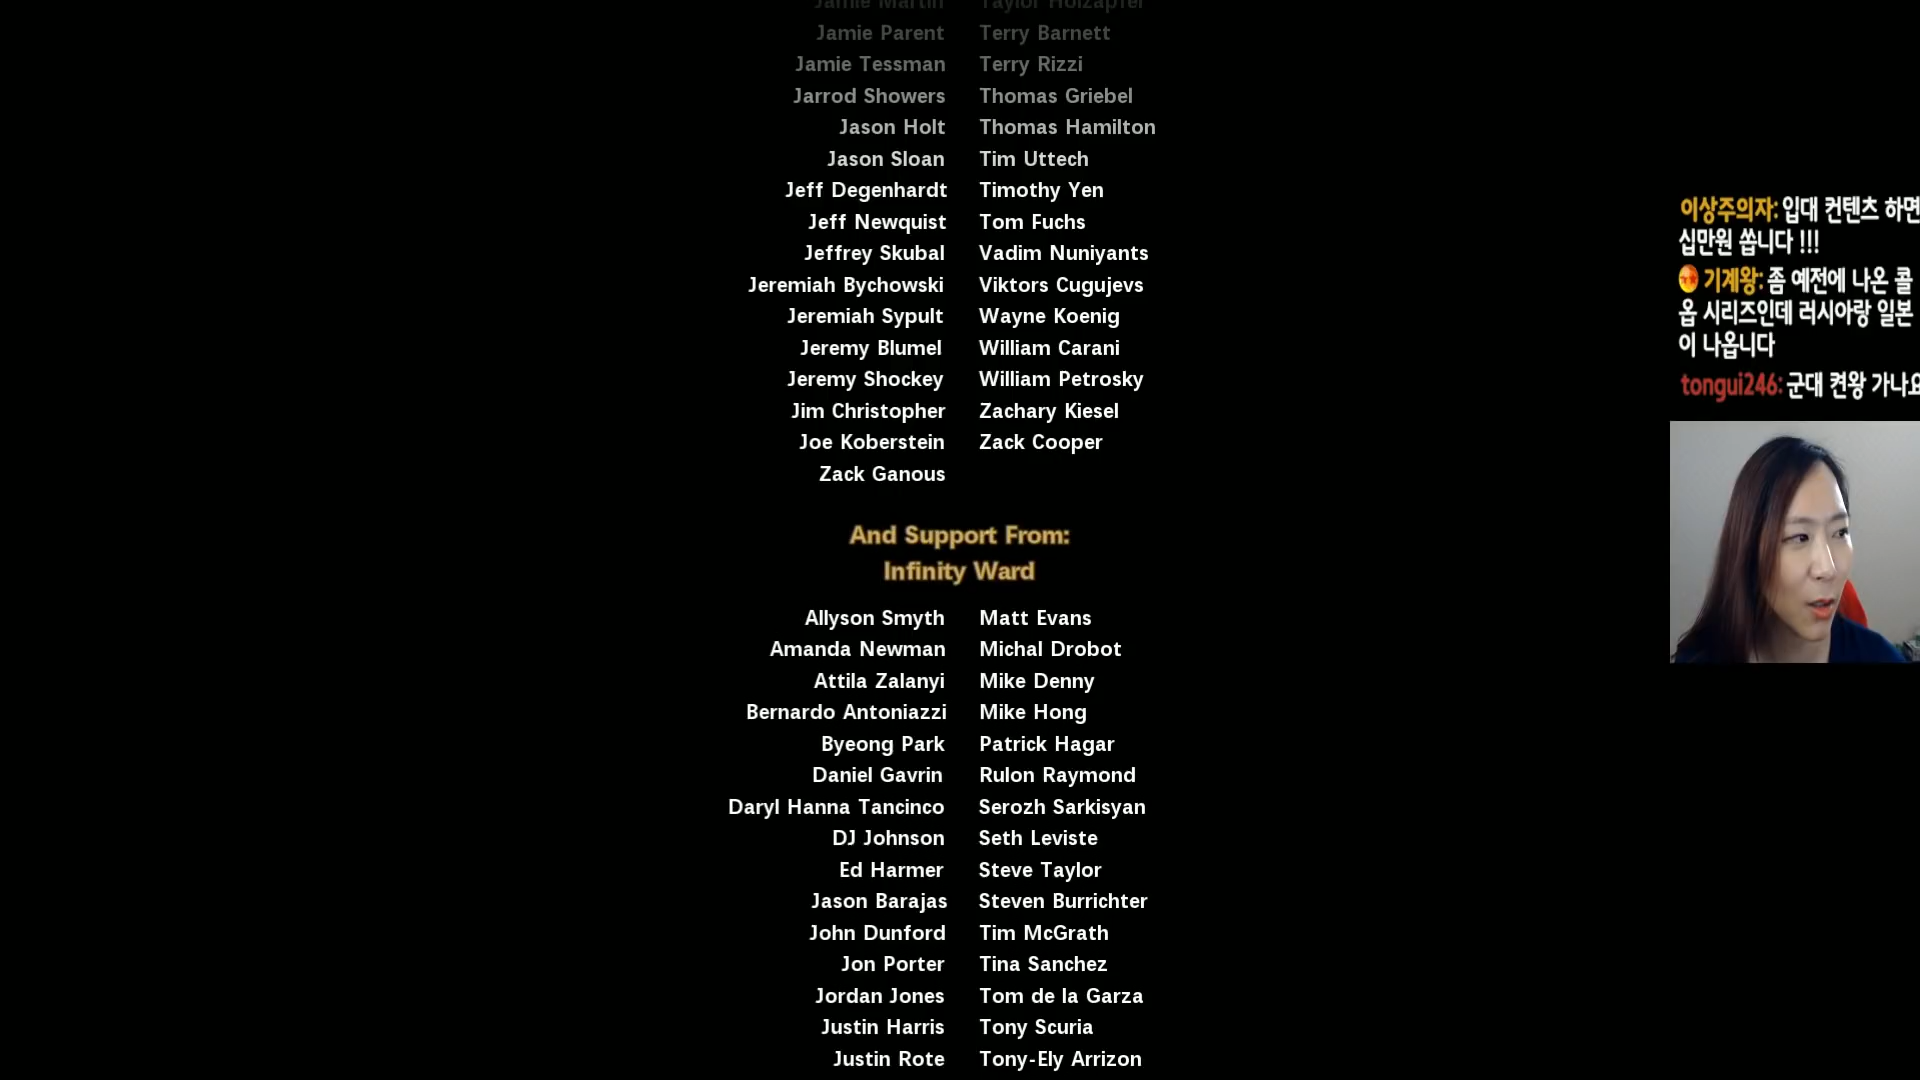 Jamie Martin Taylor Holzapfel
Jamie Parent Terry Barnett
Jamie Tessman Terry Rizzi
Jarrod Showers Thomas Griebel
Jason Holt Thomas Hamilton
Jason Sloan Tim Uttech
Jeff Degenhardt Timothy Yen
Jeff Newquist Tom Fuchs
Jeffrey Skubal Vadim Nuniyants
Jeremiah Bychowski Viktors Cugujevs
Jeremiah Sypult Wayne Koenig
Jeremy Blumel William Carani
Jeremy Shockey William Petrosky
Jim Christopher Zachary Kiesel
Joe Koberstein Zack Cooper
Zack Ganous
And Support From:
Infinity Ward
Allyson Smyth Matt Evans
Amanda Newman Michal Drobot
Attila Zalanyi Mike Denny
Bernardo Antoniazzi Mike Hong
Byeong Park Patrick Hagar
Daniel Gavrin Rulon Raymond
Daryl Hanna Tancinco Serozh Sarkisyan
DJ Johnson Seth Leviste
Ed Harmer Steve Taylor
Jason Barajas Steven Burrichter
John Dunford Tim McGrath
Jon Porter Tina Sanchez
Jordan Jones Tom de la Garza
Justin Harris Tony Scuria
Justin Rote Tony-Ely Arrizon
이상주의자: 입대 컨텐츠 하면
십만원 쏩니다 !!!
기계왕: 좀 예전에 나온 콜
옵 시리즈인데 러시아랑 일본
이 나옵니다
tongui246: 군대 켠왕 가나요